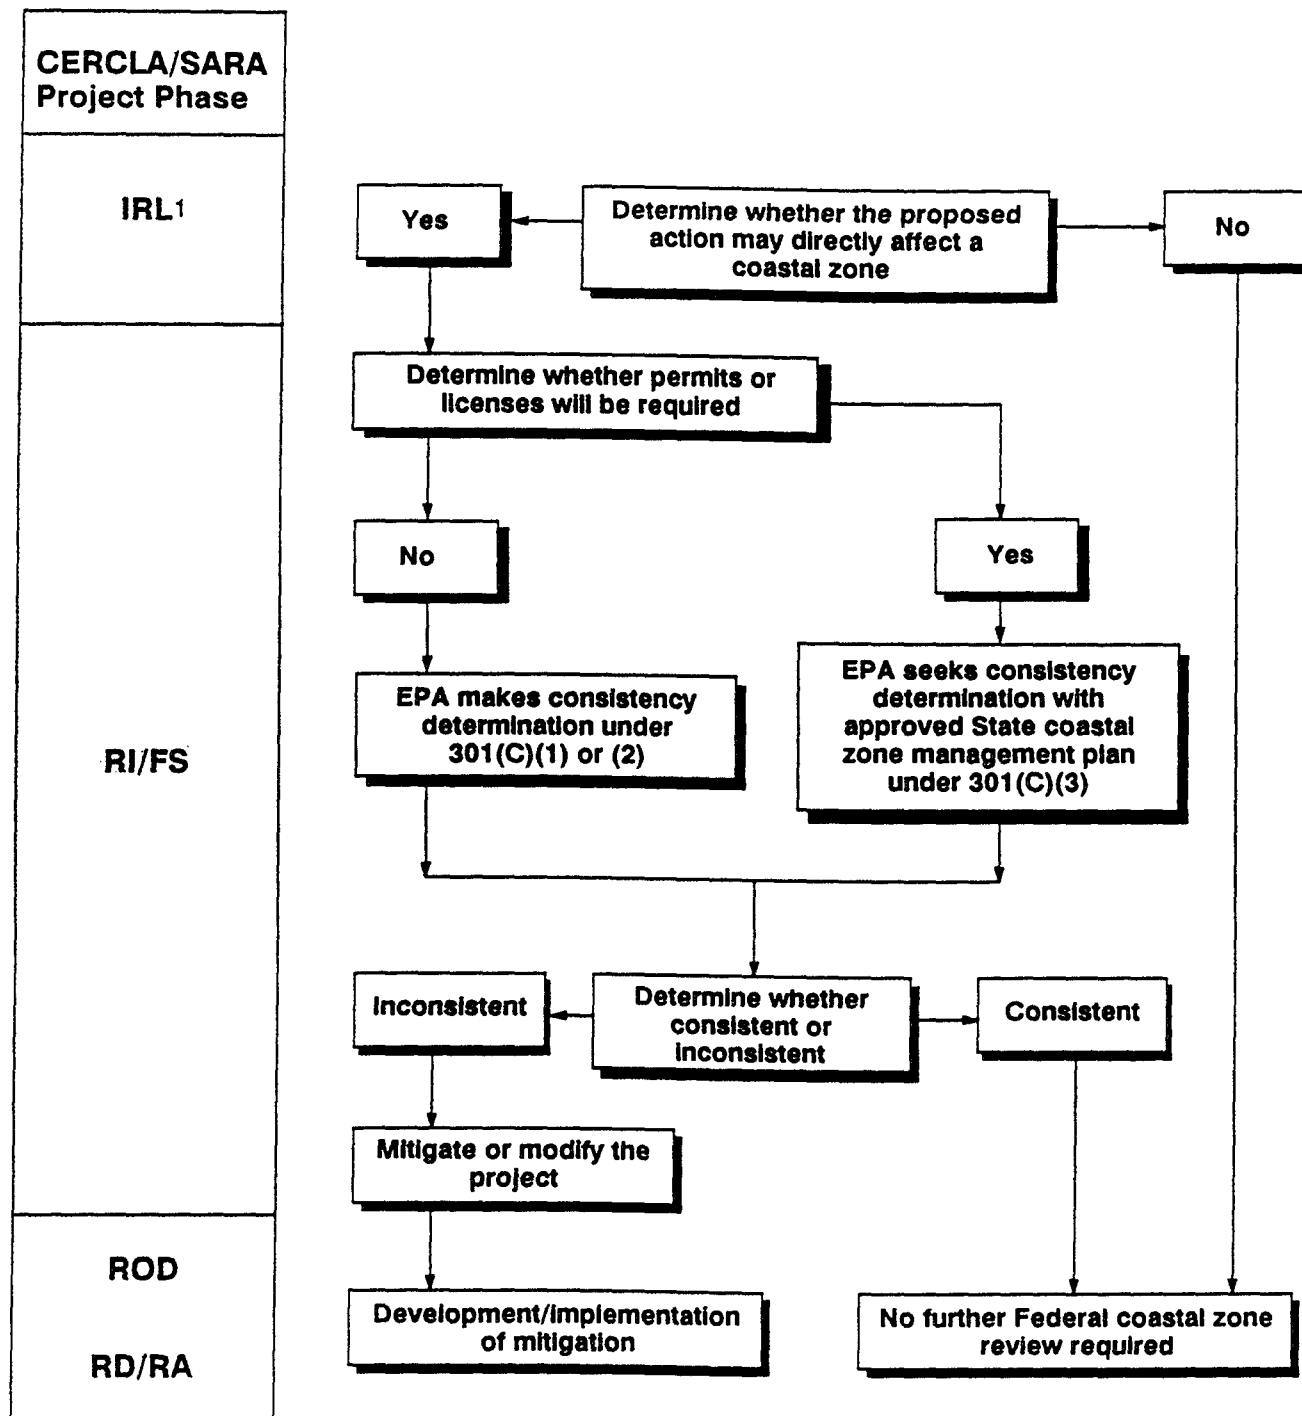 CERCLA/SARA
Project Phase
IRL1
Yes
Determine whether the proposed
action may directly affect a
coastal zone
No
Determine whether permits or
licenses will be required
No
Yes
RI/FS
EPA makes consistency
determination under
301(C)(1) or (2)
EPA seeks consistency
determination with
approved State coastal
zone management plan
under 301(C)(3)
Inconsistent
Determine whether
consistent or
inconsistent
Consistent
Mitigate or modify the
project
ROD
RD/RA
Development/Implementation
of mitigation
No further Federal coastal zone
review required